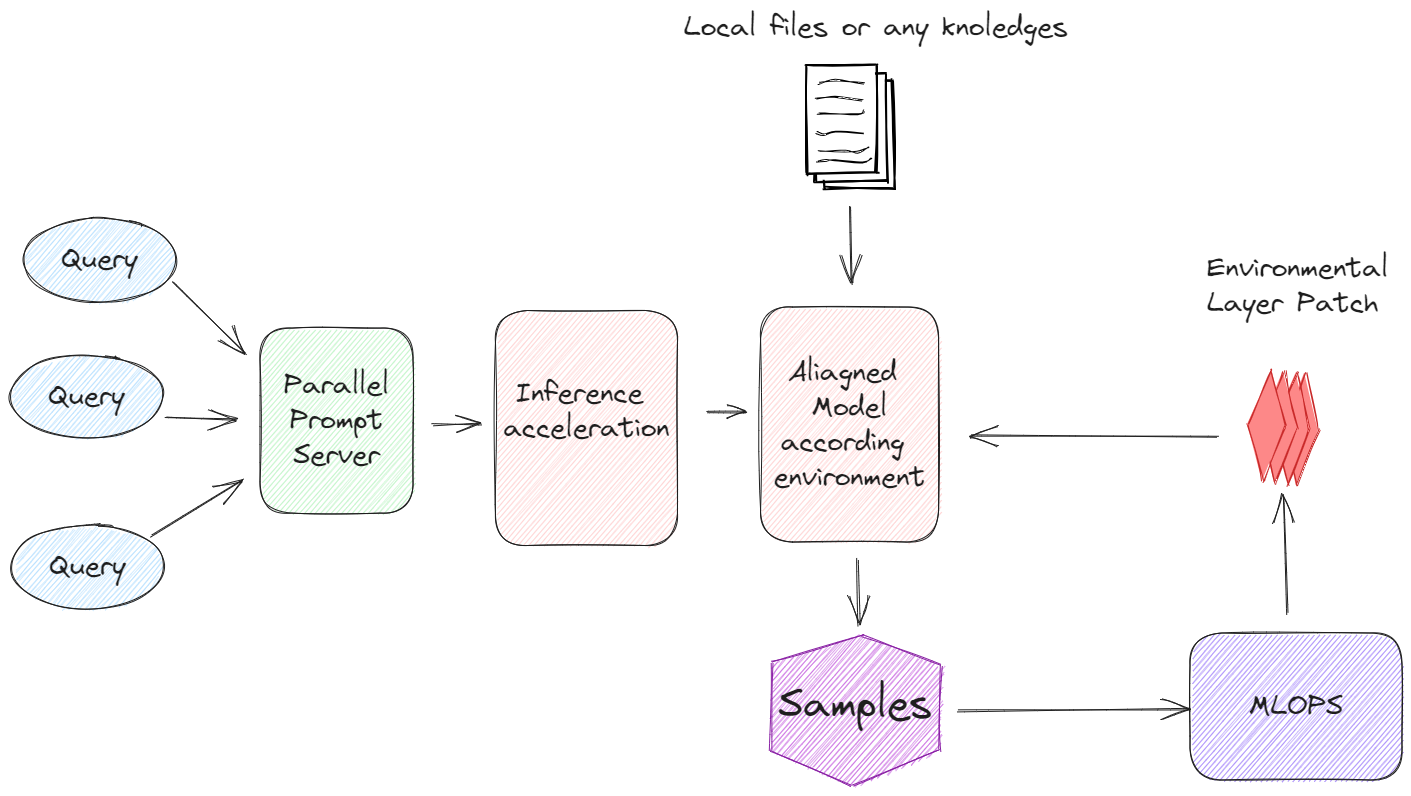 Local files or any knoledges
Query
Query
Query
Parallel
Prompt
Server
Inference
acceleration
Aliagned
Model
according
environment
Environmental
Layer Patch
Samples
MLOPS